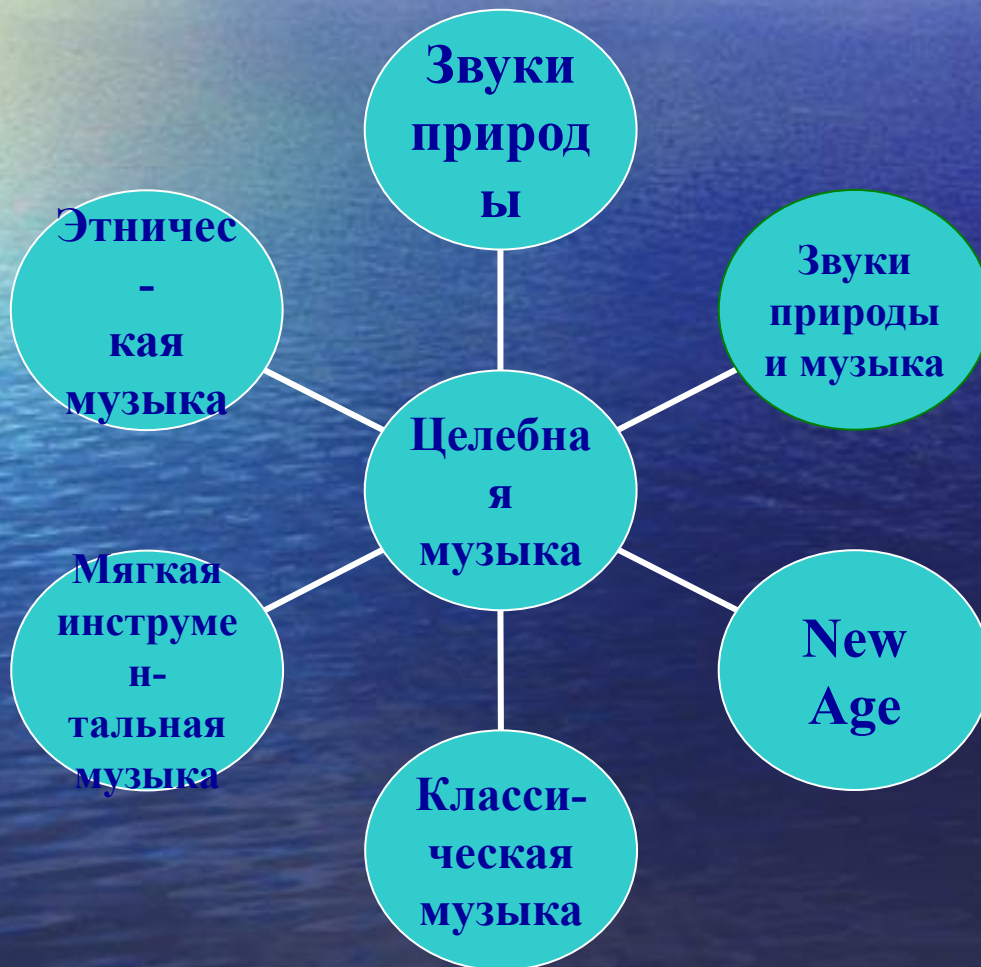 Звуки
природ
ы
Этничес
-
кая
музыка
Звуки
природы
и музыка
Целебна
я
музыка
Мягкая
инструме
н-
тальная
музыка
New
Age
Класси-
ческая
музыка